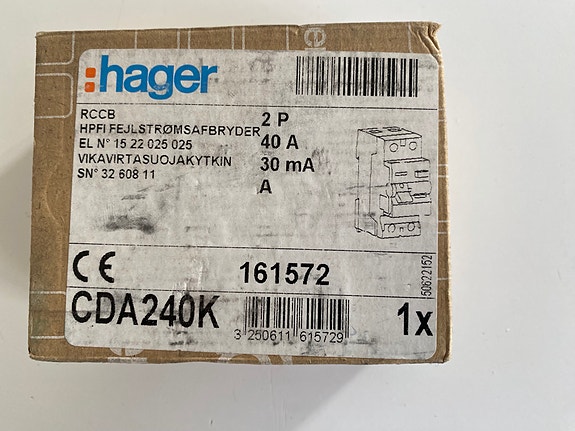 :hager
RCCB
HPFI FEJLSTRØMSAFBRYDER
EL N° 15 22 025 025
VIKAVIRTASUOJAKYTKIN
SN° 32 608 11
2 P
40 A
30 mA
A
50622152
CE
161572
CDA240K
3 250611 615729
1x